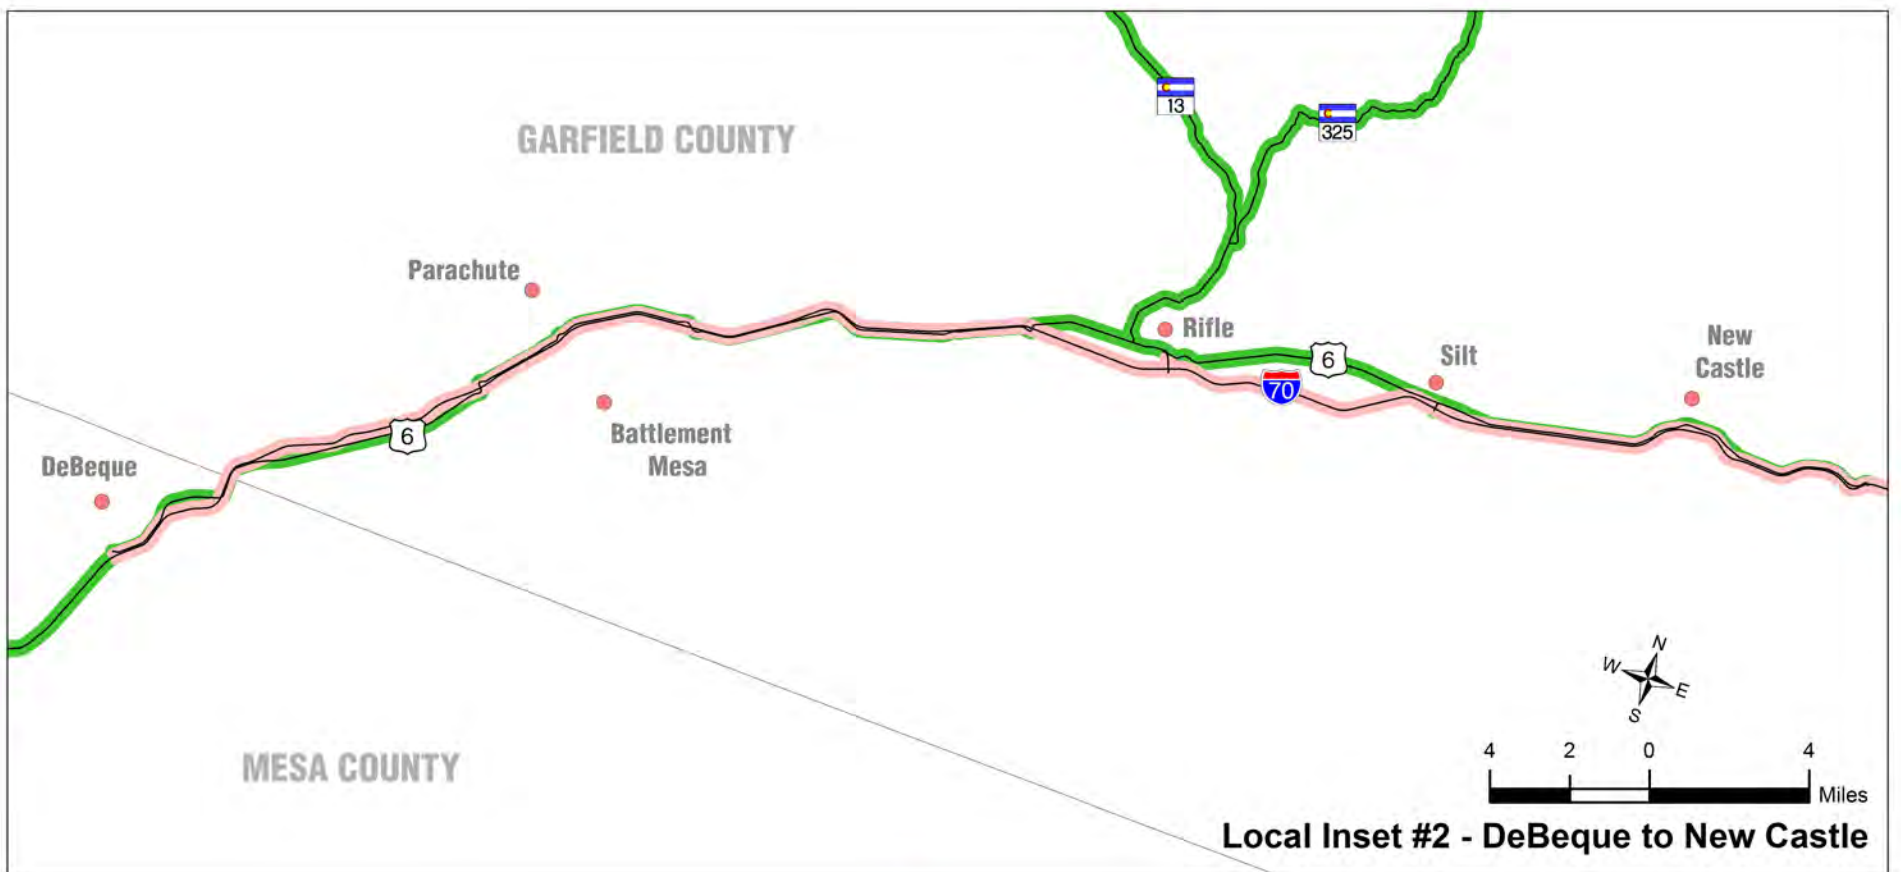 13
325
GARFIELD COUNTY
Parachute
Rifle
New
Castle
Silt
6
70
6
Battlement
Mesa
DeBeque
N
W
E
S
MESA COUNTY
4 2 0 4
Miles
Local Inset #2 - DeBeque to New Castle